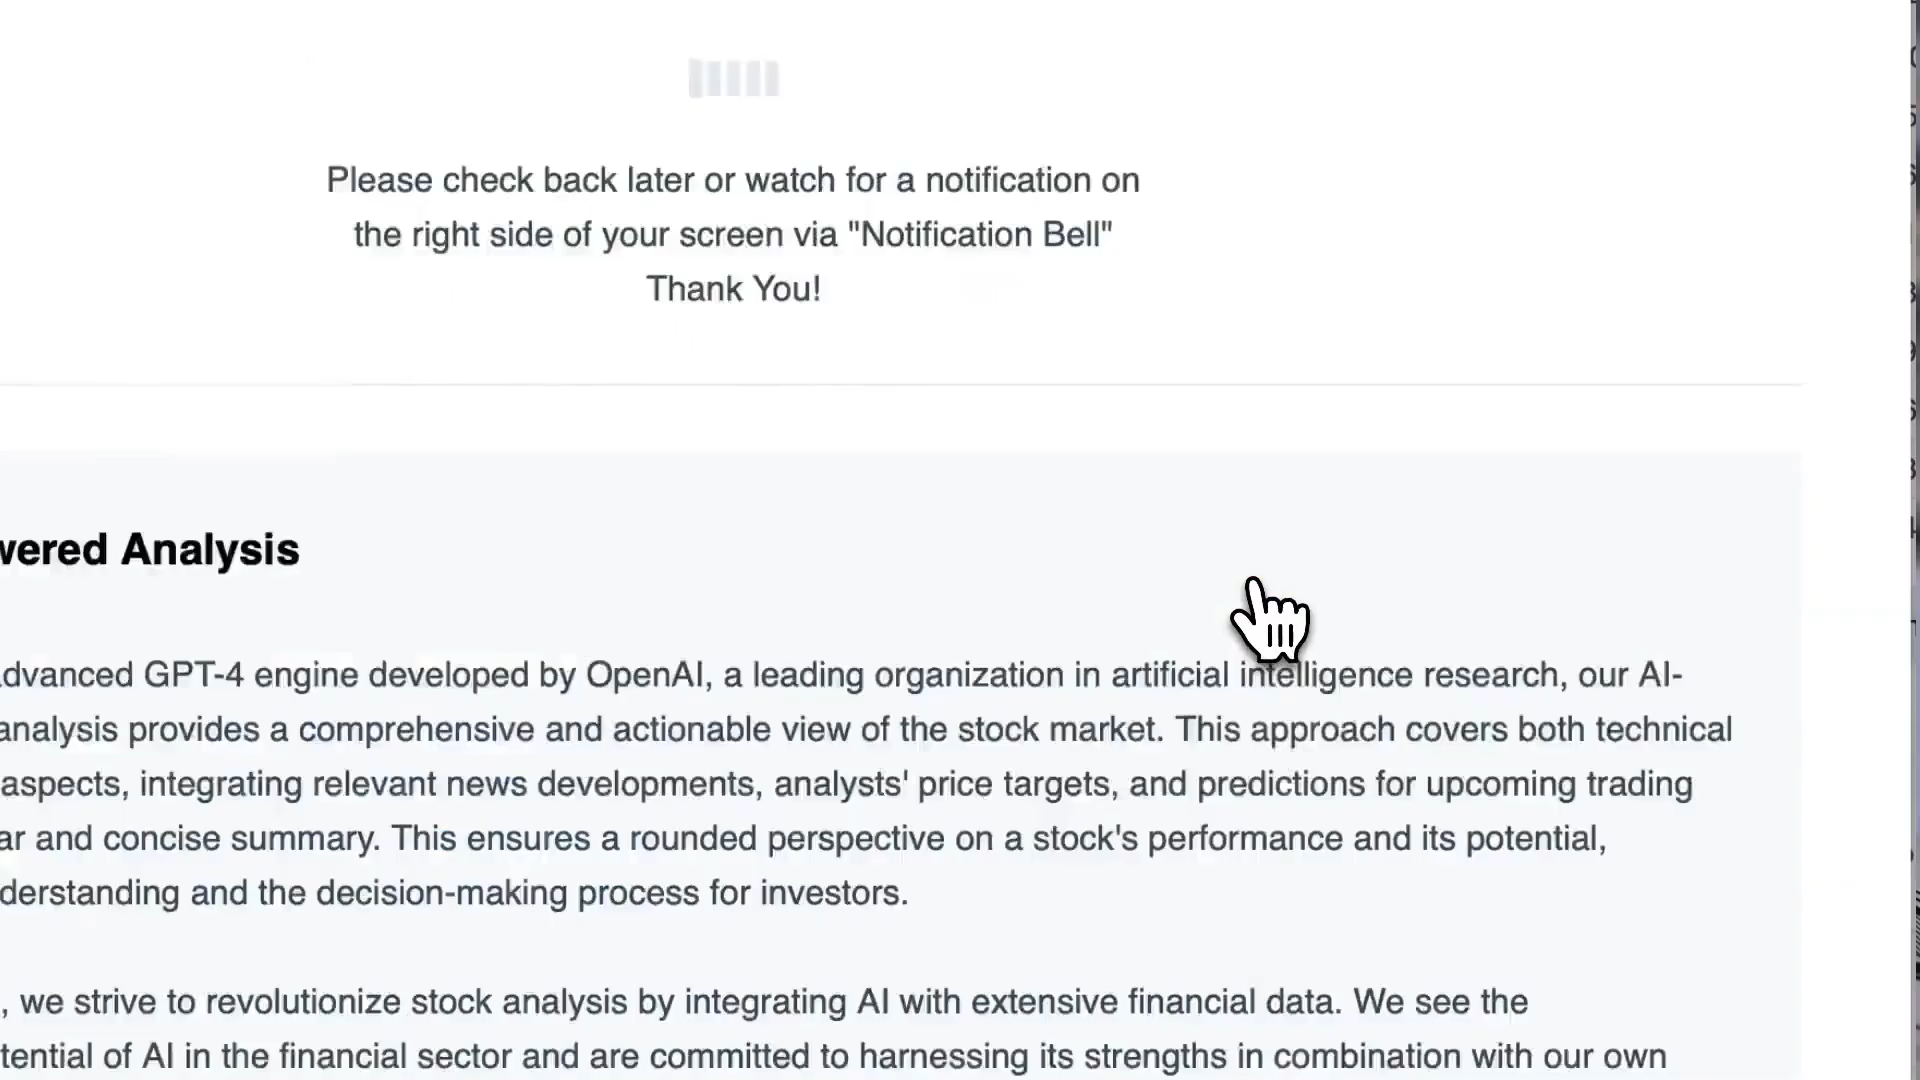 Please check back later or watch for a notification on
the right side of your screen via "Notification Bell"
Thank You!
wered Analysis
dvanced GPT-4 engine developed by OpenAI, a leading organization in artificial intelligence research, our AI-
analysis provides a comprehensive and actionable view of the stock market. This approach covers both technical
aspects, integrating relevant news developments, analysts' price targets, and predictions for upcoming trading
ar and concise summary. This ensures a rounded perspective on a stock's performance and its potential,
derstanding and the decision-making process for investors.
, we strive to revolutionize stock analysis by integrating AI with extensive financial data. We see the
tential of AI in the financial sector and are committed to harnessing its strengths in combination with our own